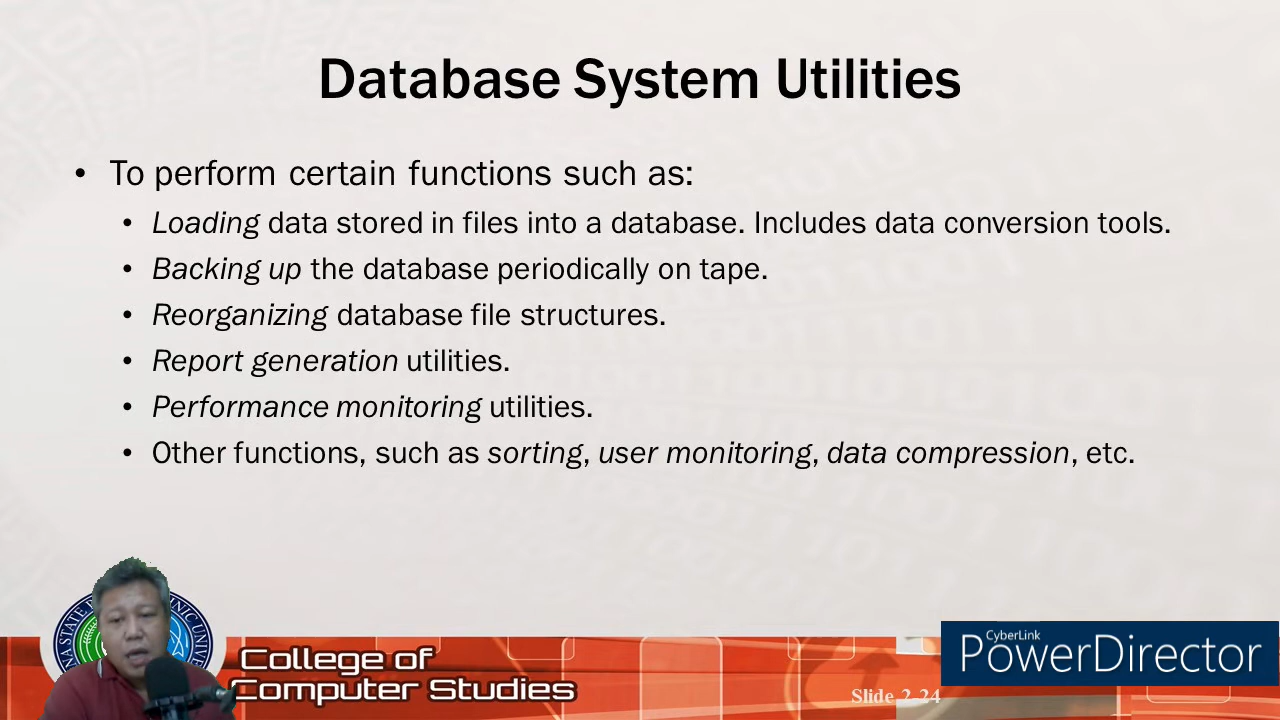 Database System Utilities
• To perform certain functions such as:
• Loading data stored in files into a database. Includes data conversion tools.
• Backing up the database periodically on tape.
• Reorganizing database file structures.
• Report generation utilities.
• Performance monitoring utilities.
• Other functions, such as sorting, user monitoring, data compression, etc.
College of
Computer Studies
Slide 2-24
CyberLink
PowerDirector